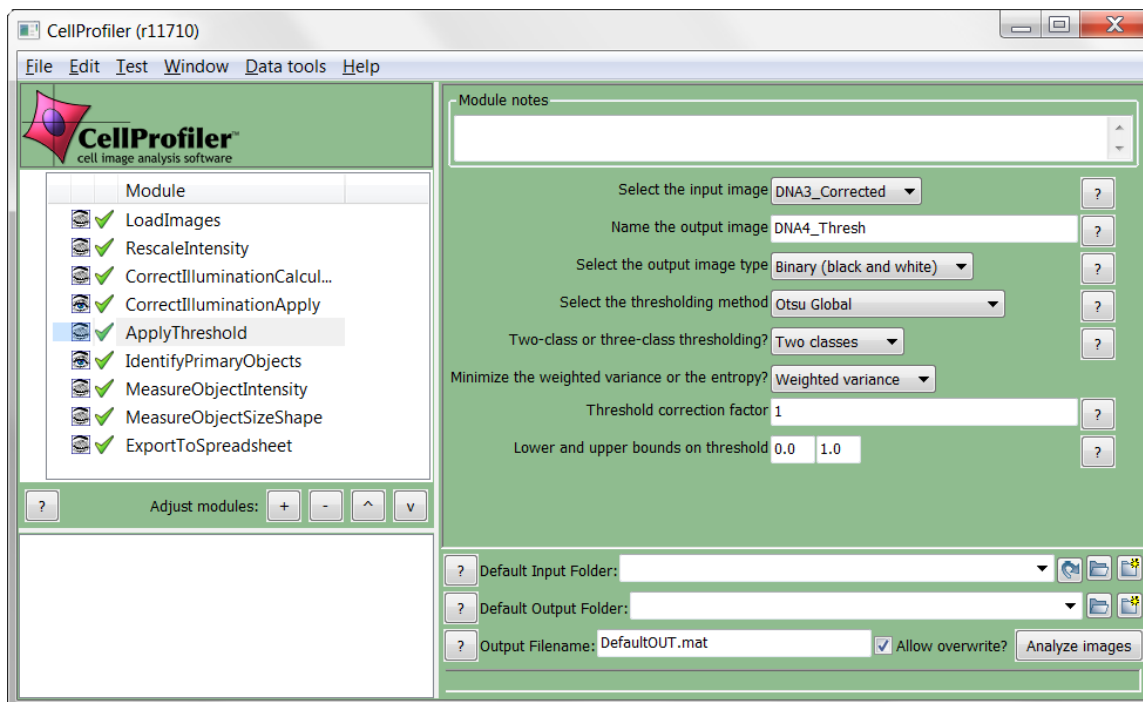 CellProfiler (r11710)
File Edit Test Window Data tools Help
CellProfiler™
cell image analysis software
Module
LoadImages
RescaleIntensity
CorrectIlluminationCalcul...
CorrectIlluminationApply
ApplyThreshold
IdentifyPrimaryObjects
MeasureObjectIntensity
MeasureObjectSizeShape
ExportToSpreadsheet
? Adjust modules: + - ^ v
Module notes
Select the input image DNA3_Corrected ?
Name the output image DNA4_Thresh ?
Select the output image type Binary (black and white) ?
Select the thresholding method Otsu Global ?
Two-class or three-class thresholding? Two classes ?
Minimize the weighted variance or the entropy? Weighted variance
Threshold correction factor 1 ?
Lower and upper bounds on threshold 0.0 1.0 ?
? Default Input Folder:
? Default Output Folder:
? Output Filename: DefaultOUT.mat Allow overwrite? Analyze images